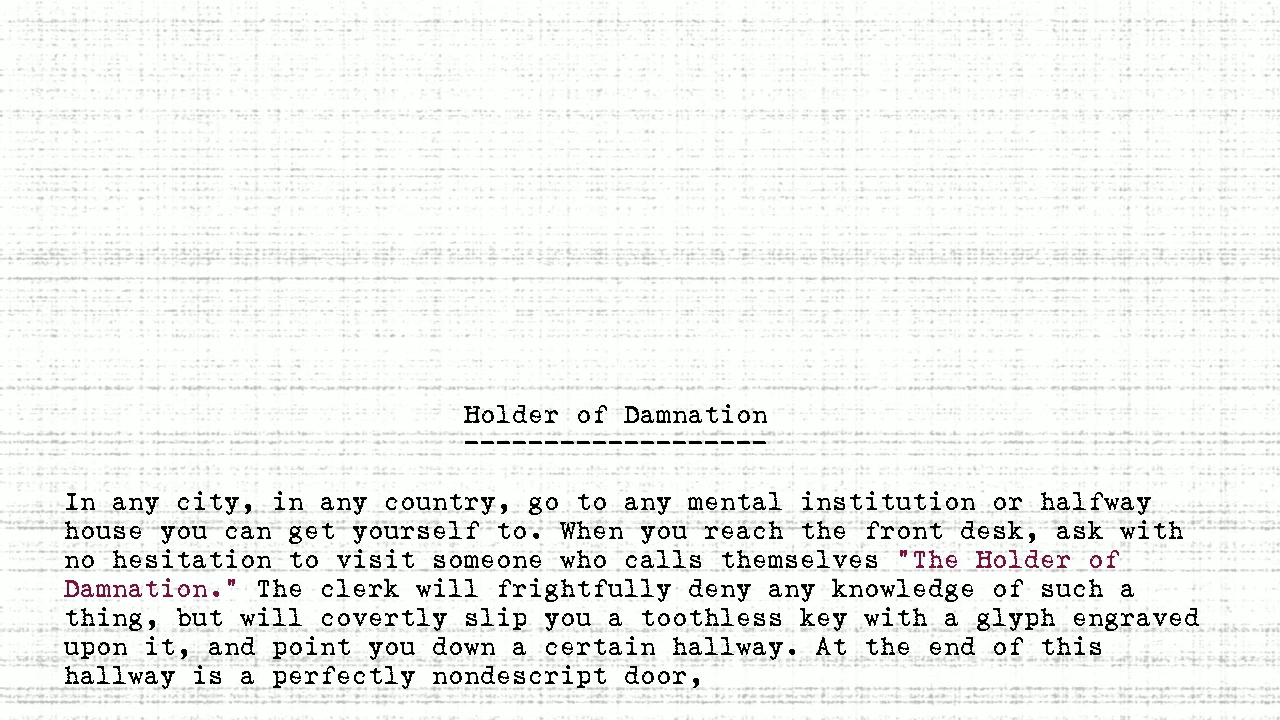 Holder of Damnation
-------------------
In any city, in any country, go to any mental institution or halfway
house you can get yourself to. When you reach the front desk, ask with
no hesitation to visit someone who calls themselves "The Holder of
Damnation." The clerk will frightfully deny any knowledge of such a
thing, but will covertly slip you a toothless key with a glyph engraved
upon it, and point you down a certain hallway. At the end of this
hallway is a perfectly nondescript door,